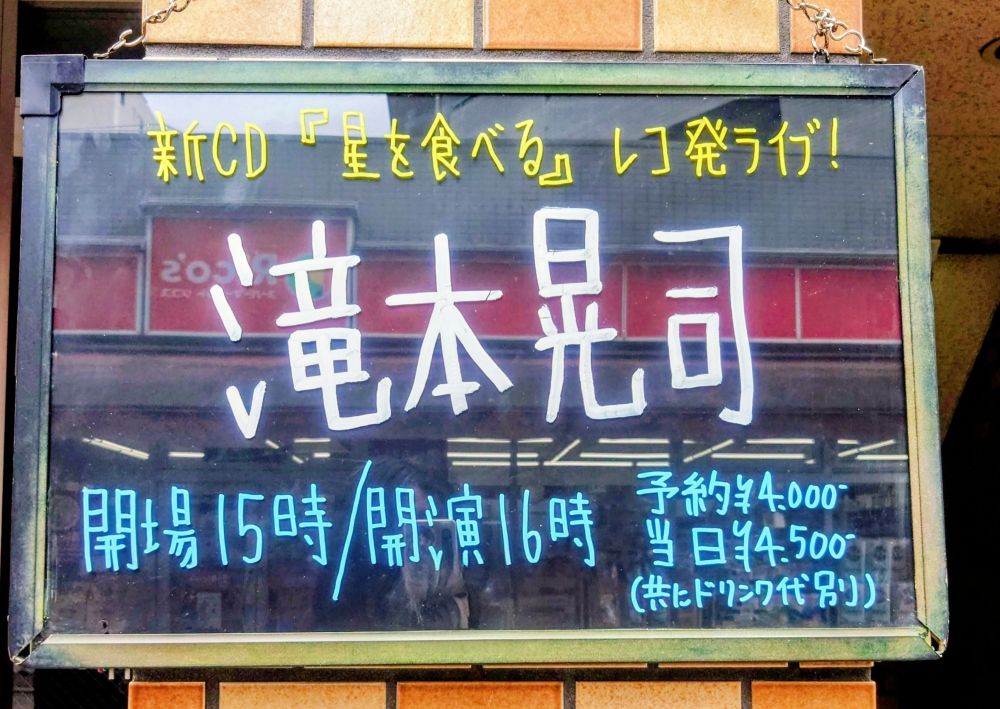 新CD『星を食べる』レコ発ライブ!
Rico's
滝本晃司
開場15時/開演16時
予約¥4.000-
当日¥4.500-
(共にドリンク代別り)